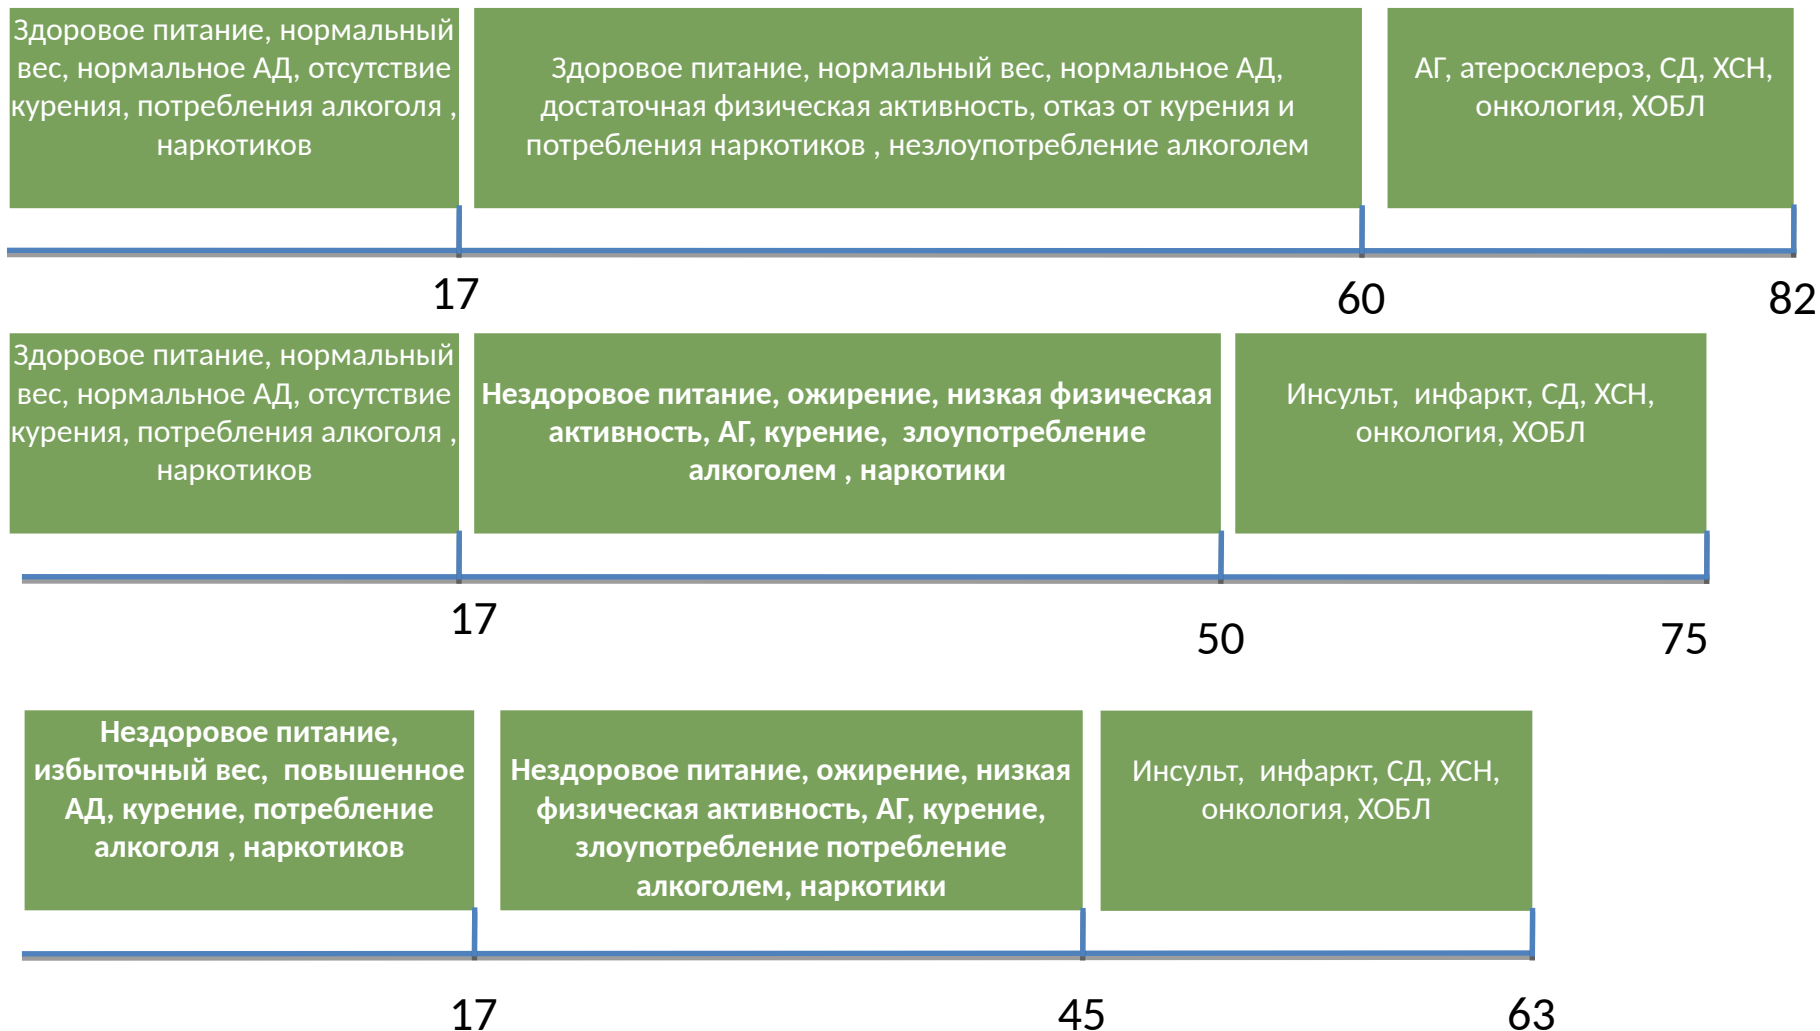 Здоровое питание, нормальный
вес, нормальное АД, отсутствие
курения, потребления алкоголя ,
наркотиков
Здоровое питание, нормальный вес, нормальное АД,
достаточная физическая активность, отказ от курения и
потребления наркотиков , незлоупотребление алкоголем
АГ, атеросклероз, СД, ХСН,
онкология, ХОБЛ
17
60
82
Здоровое питание, нормальный
вес, нормальное АД, отсутствие
курения, потребления алкоголя ,
наркотиков
Нездоровое питание, ожирение, низкая физическая
активность, АГ, курение,  злоупотребление
алкоголем , наркотики
Инсульт,  инфаркт, СД, ХСН,
онкология, ХОБЛ
17
50
75
Нездоровое питание,
избыточный вес,  повышенное
АД, курение, потребление
алкоголя , наркотиков
Нездоровое питание, ожирение, низкая
физическая активность, АГ, курение,
злоупотребление потребление
алкоголем, наркотики
Инсульт,  инфаркт, СД, ХСН,
онкология, ХОБЛ
17
45
63